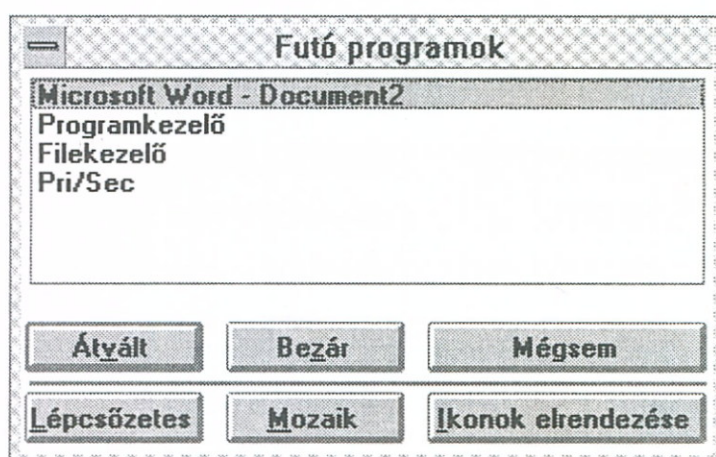 Futó programok
Microsoft Word - Document2
Programkezelő
Filekezelő
Pri/Sec
Átvált Bezár Mégsem
Lépcsőzetes Mozaik Ikonok elrendezése